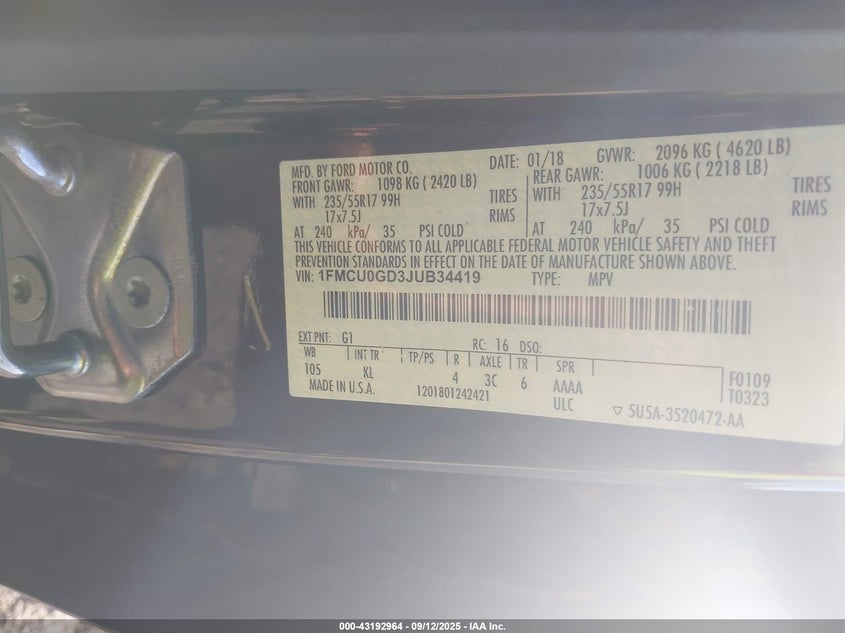 MFD. BY FORD MOTOR CO. DATE: 01/18 GVWR: 2096 KG ( 4620 LB)
FRONT GAWR: 1098 KG ( 2420 LB) REAR GAWR: 1006 KG ( 2218 LB)
WITH 235/55R17 99H TIRES WITH 235/55R17 99H TIRES
17x7.5J RIMS 17x7.5J RIMS
AT 240 kPa/ 35 PSI COLD AT 240 kPa/ 35 PSI COLD
THIS VEHICLE CONFORMS TO ALL APPLICABLE FEDERAL MOTOR VEHICLE SAFETY AND THEFT
PREVENTION STANDARDS IN EFFECT ON THE DATE OF MANUFACTURE SHOWN ABOVE.
VIN: 1FMCU0GD3JUB34419 TYPE: MPV
EXT PNT: G1 RC: 16 DSO:
WB INT TR TP/PS R AXLE TR SPR
105 KL 4 3C 6 AAAA F0109
MADE IN U.S.A. 1201801242421 ULC T0323
▽ 5U5A-3520472-AA
000-43192964 - 09/12/2025 - IAA Inc.